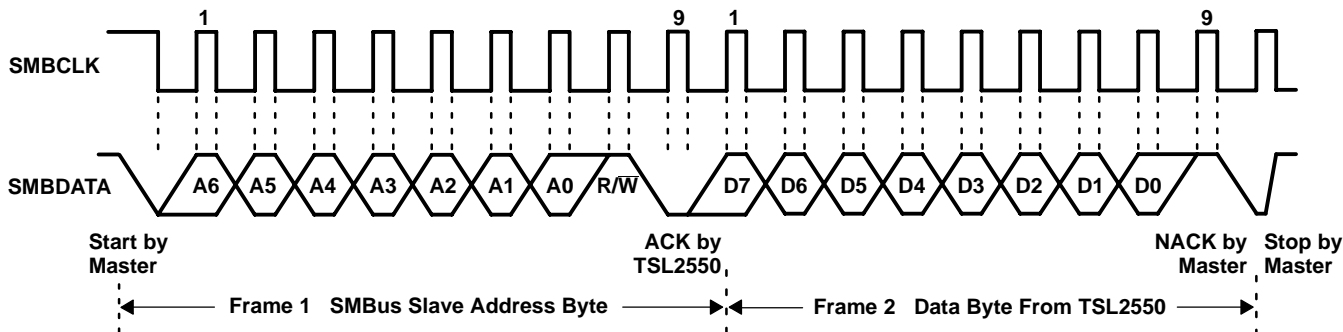 1 9 1 9
SMBCLK
SMBDATA A6 A5 A4 A3 A2 A1 A0 R/W̅ D7 D6 D5 D4 D3 D2 D1 D0
Start by
Master
ACK by
TSL2550
NACK by
Master
Stop by
Master
Frame 1 SMBus Slave Address Byte
Frame 2 Data Byte From TSL2550